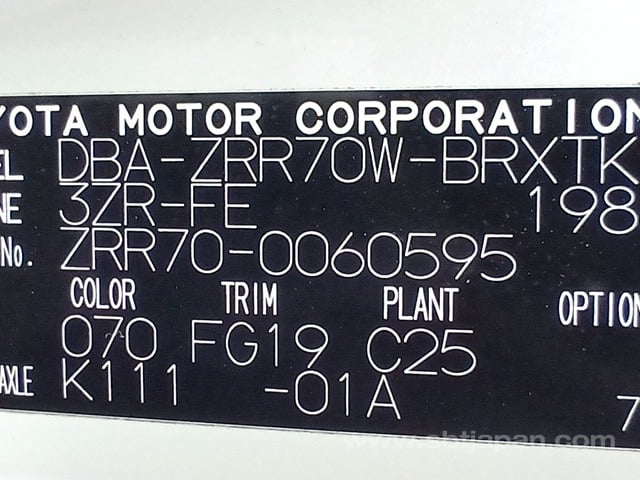 YOTA MOTOR CORPORATION
EL DBA-ZRR70W-BRXTK
NE 3ZR-FE 198
No. ZRR70-0060595
COLOR TRIM PLANT OPTION
070 FG19 C25
AXLE K111 -01A 7